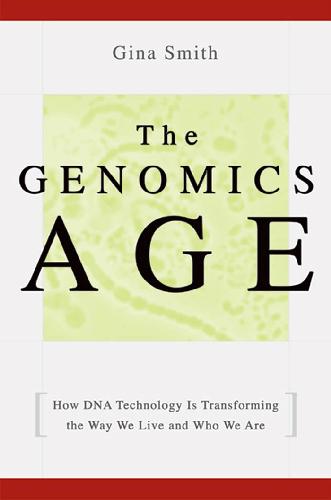 Gina Smith
The
GENOMICS
AGE
[ How DNA Technology Is Transforming
the Way We Live and Who We Are ]